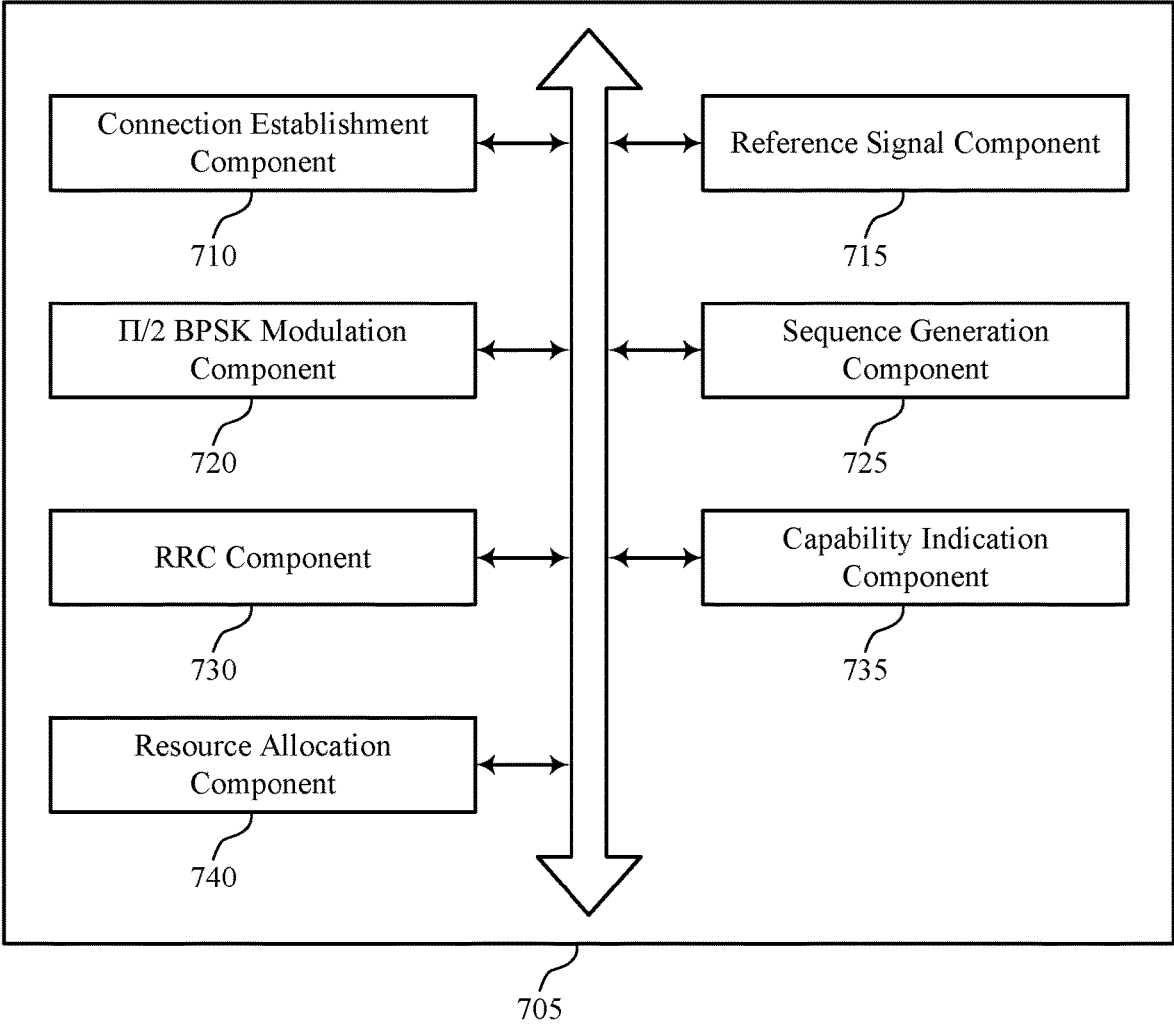 Connection Establishment
Component
710
Reference Signal Component
715
Π/2 BPSK Modulation
Component
720
Sequence Generation
Component
725
RRC Component
730
Capability Indication
Component
735
Resource Allocation
Component
740
705